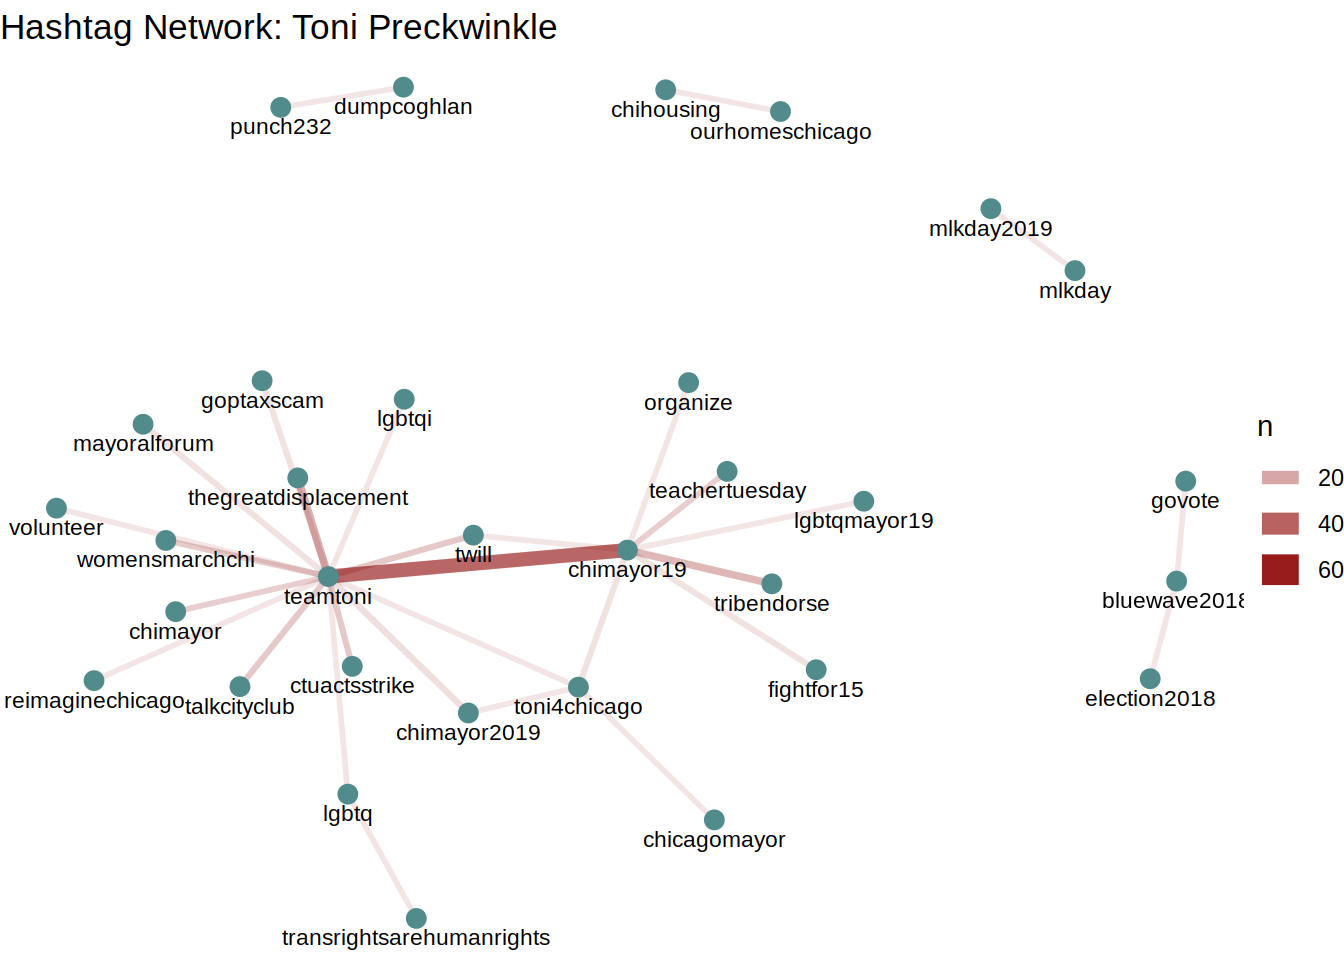 Hashtag Network: Toni Preckwinkle
dumpcoghlan
punch232
chihousing
ourhomeschicago
mlkday2019
mlkday
goptaxscam
lgbtqi
organize
mayoralforum
n
thegreatdisplacement
teachertuesday
20
govote
volunteer
lgbtqmayor19
40
womensmarchchi
twill
chimayor19
60
teamtoni
tribendorse
bluewave2018
chimayor
reimaginechicago
talkcityclub
ctuactsstrike
fightfor15
election2018
toni4chicago
chimayor2019
lgbtq
chicagomayor
transrightsarehumanrights